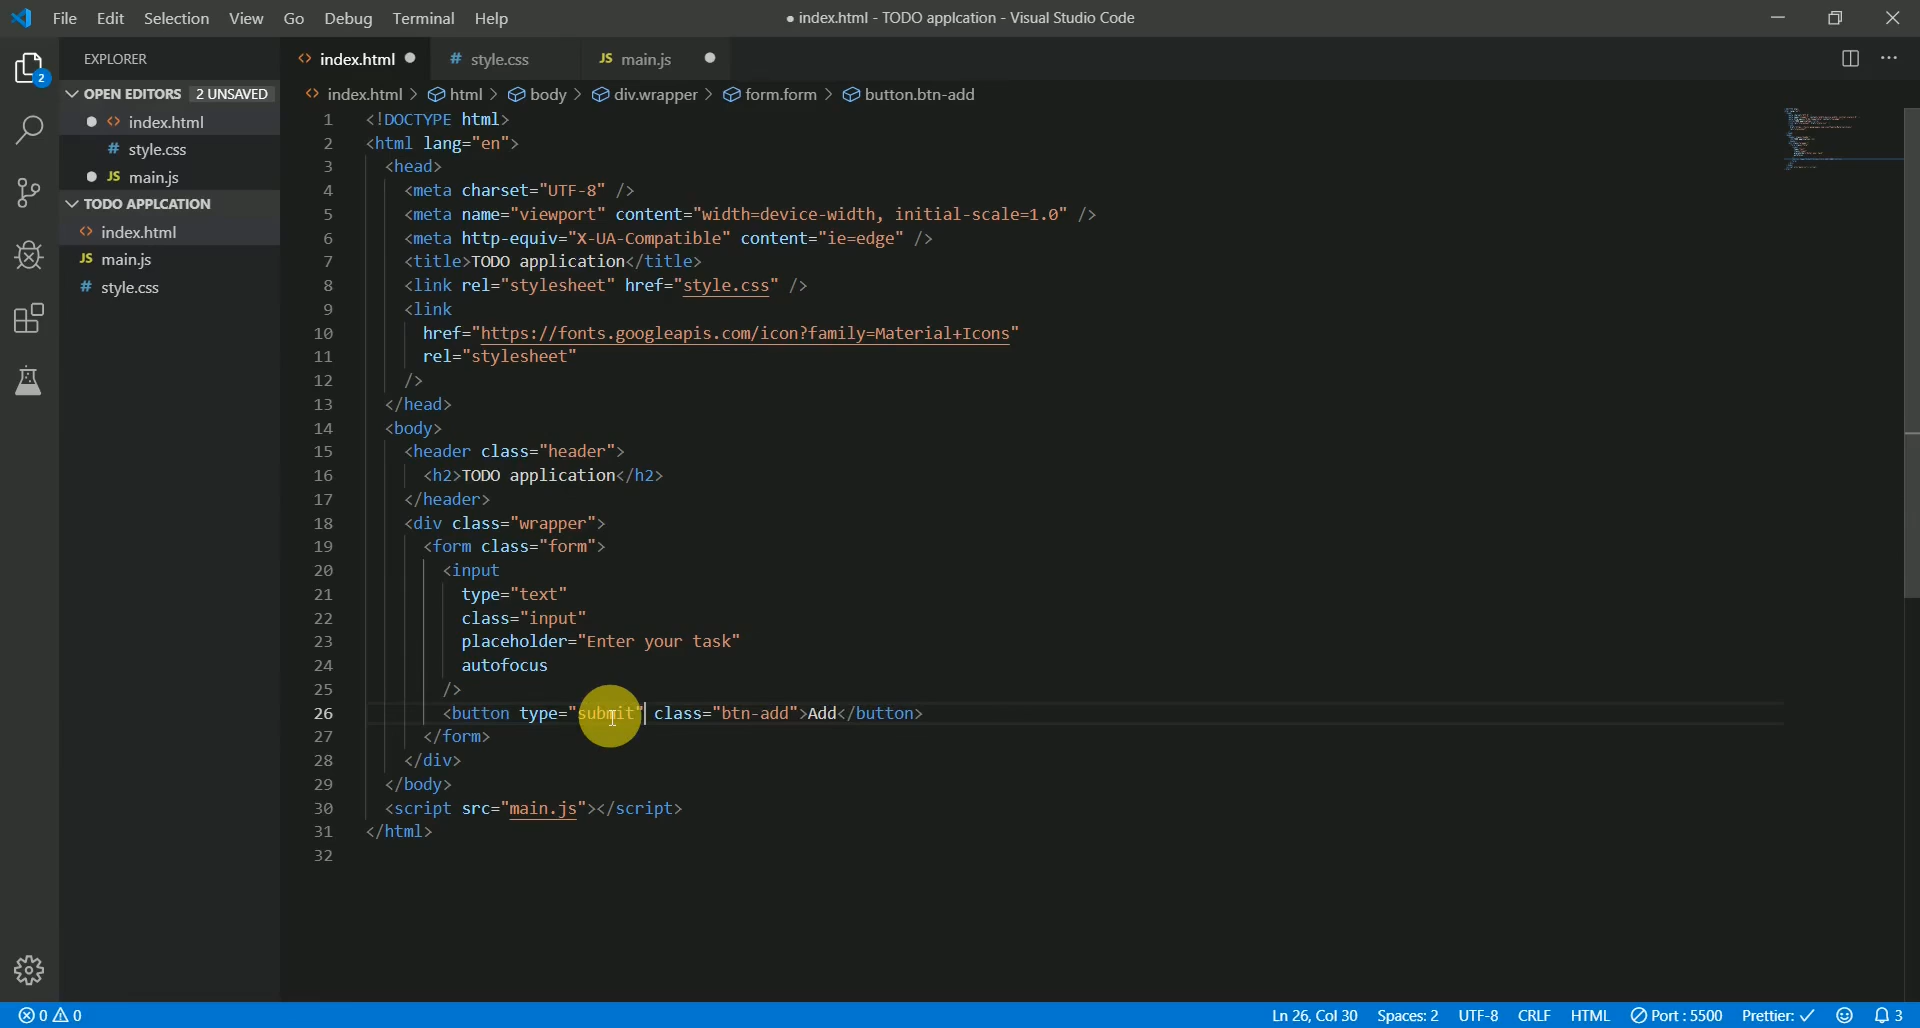 File Edit Selection View Go Debug Terminal Help
● index.html - TODO applcation - Visual Studio Code
2
EXPLORER
OPEN EDITORS 2 UNSAVED
index.html
style.css
JS main.js
TODO APPLCATION
index.html
JS main.js
# style.css
index.html
# style.css
JS main.js
index.html > html > body > div.wrapper > form.form > button.btn-add
1 <!DOCTYPE html>
2 <html lang="en">
3 <head>
4 <meta charset="UTF-8" />
5 <meta name="viewport" content="width=device-width, initial-scale=1.0" />
6 <meta http-equiv="X-UA-Compatible" content="ie=edge" />
7 <title>TODO application</title>
8 <link rel="stylesheet" href="style.css" />
9 <link
10 href="https://fonts.googleapis.com/icon?family=Material+Icons"
11 rel="stylesheet"
12 />
13 </head>
14 <body>
15 <header class="header">
16 <h2>TODO application</h2>
17 </header>
18 <div class="wrapper">
19 <form class="form">
20 <input
21 type="text"
22 class="input"
23 placeholder="Enter your task"
24 autofocus
25 />
26 <button type="submit" class="btn-add">Add</button>
27 </form>
28 </div>
29 </body>
30 <script src="main.js"></script>
31 </html>
32
0 0
Ln 26, Col 30 Spaces: 2 UTF-8 CRLF HTML Port : 5500 Prettier: ✓ 3